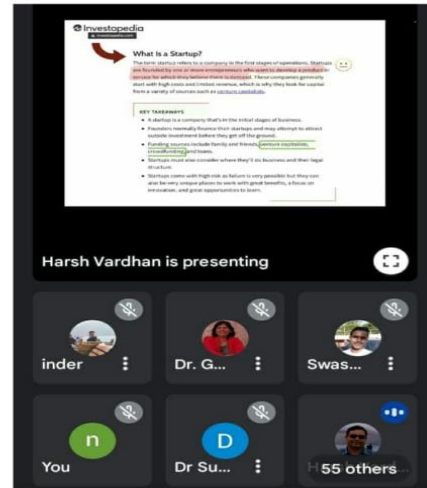 Investopedia
investopedia.com
What Is a Startup?
The term startup refers to a company in the first stages of operations. Startups
are founded by one or more entrepreneurs who want to develop a product or
service for which they believe there is demand. These companies generally
start with high costs and limited revenue, which is why they look for capital
from a variety of sources such as venture capitalists.
KEY TAKEAWAYS
• A startup is a company that's in the initial stages of business.
• Founders normally finance their startups and may attempt to attract
outside investment before they get off the ground.
• Funding sources include family and friends, venture capitalists,
crowdfunding, and loans.
• Startups must also consider where they'll do business and their legal
structure.
• Startups come with high risk as failure is very possible but they can
also be very unique places to work with great benefits, a focus on
innovation, and great opportunities to learn.
Harsh Vardhan is presenting
inder
Dr. G...
Swas...
n
You
D
Dr Su...
55 others